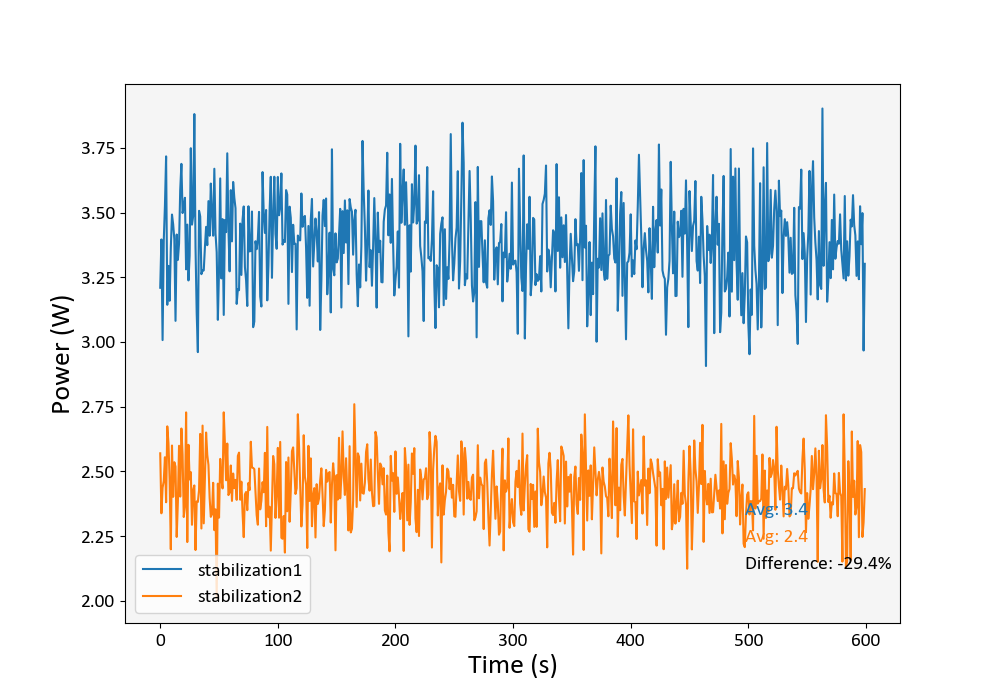 3.75
3.50
3.25
3.00
2.75
2.50
2.25
2.00
Power (W)
Avg: 3.4
Avg: 2.4
Difference: -29.4%
stabilization1
stabilization2
0 100 200 300 400 500 600
Time (s)